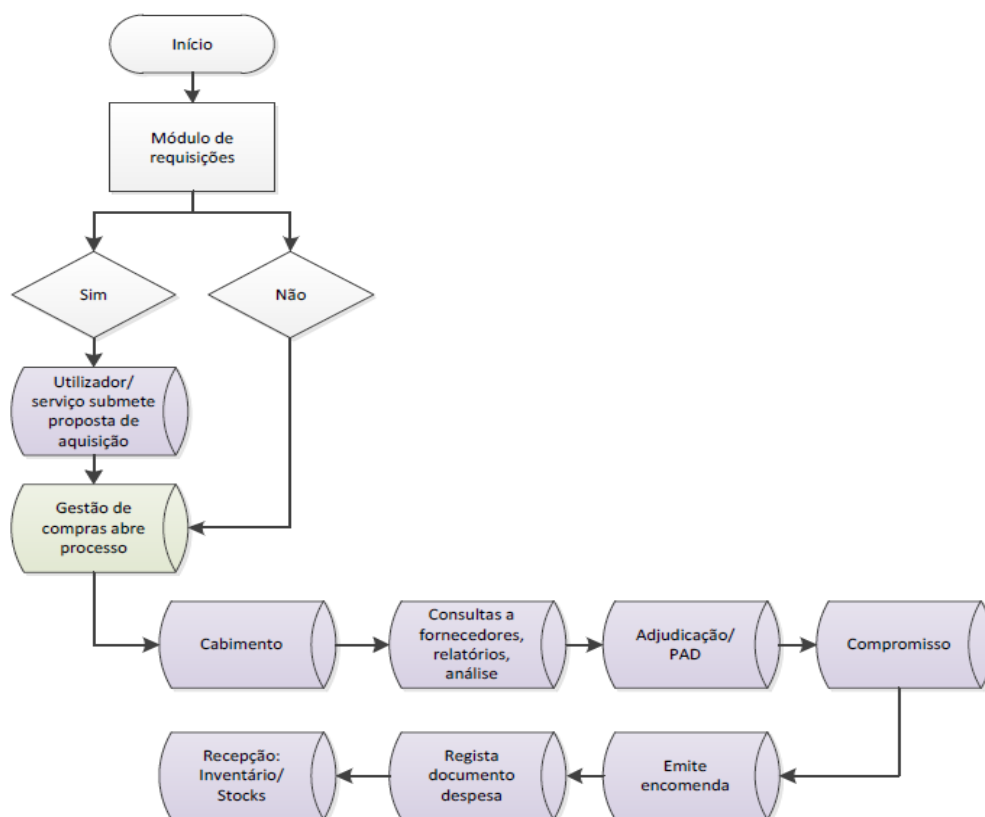 Início
Módulo de
requisições
Sim
Não
Utilizador/
serviço submete
proposta de
aquisição
Gestão de
compras abre
processo
Cabimento
Consultas a
fornecedores,
relatórios,
análise
Adjudicação/
PAD
Compromisso
Emite
encomenda
Regista
documento
despesa
Recepção:
Inventário/
Stocks